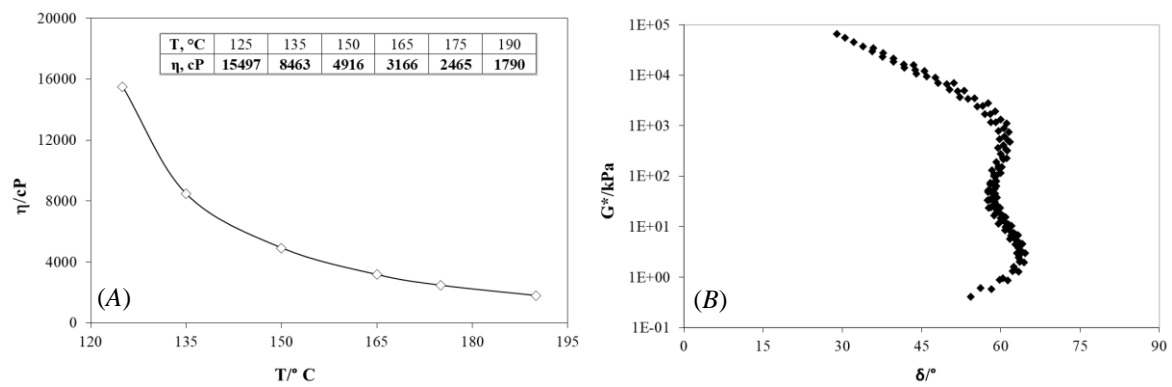 20000
16000
12000
8000
4000
0
η/cP
T, °C 125 135 150 165 175 190
η, cP 15497 8463 4916 3166 2465 1790
(A)
120 135 150 165 180 195
T/° C
1E+05
1E+04
1E+03
1E+02
1E+01
1E+00
1E-01
G*/kPa
(B)
0 15 30 45 60 75 90
δ/°